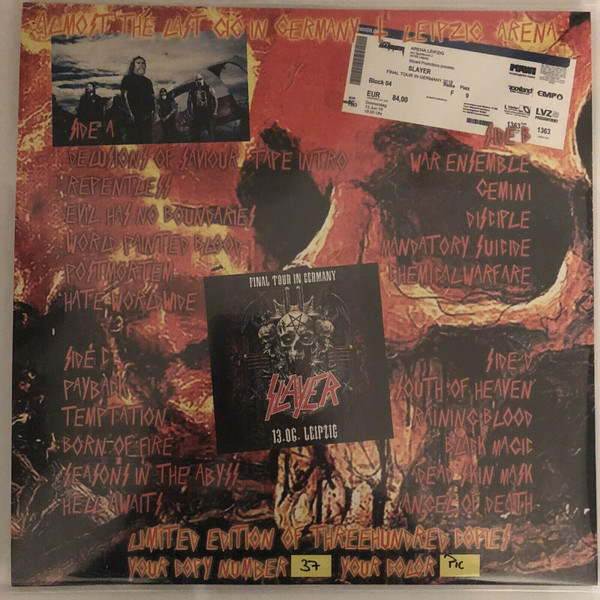 ALMOST THE LAST GIG IN GERMANY LEIPZIG ARENA
ARENA LEIPZIG
SLAYER
FINAL TOUR IN GERMANY
Block 04
Reihe Platz
F 9
EUR 84,00
EMP
LVZ
1363
SIDE A
DELUSIONS OF SAVIOUR TAPE INTRO
REPENTLESS
EVIL HAS NO BOUNDARIES
WORLD PAINTED BLOOD
POSTMORTEM
HATE WORLDWIDE
SIDE B
WAR ENSEMBLE
GEMINI
DISCIPLE
MANDATORY SUICIDE
CHEMICAL WARFARE
FINAL TOUR IN GERMANY
SLAYER
13.06. LEIPZIG
SIDE C
PAYBACK
TEMPTATION
BORN OF FIRE
SEASONS IN THE ABYSS
HELL AWAITS
SIDE D
SOUTH OF HEAVEN
RAINING BLOOD
BLACK MAGIC
DEAD SKIN MASK
ANGEL OF DEATH
LIMITED EDITION OF THREEHUNDRED COPIES
YOUR COPY NUMBER 37 YOUR COLOR PIC